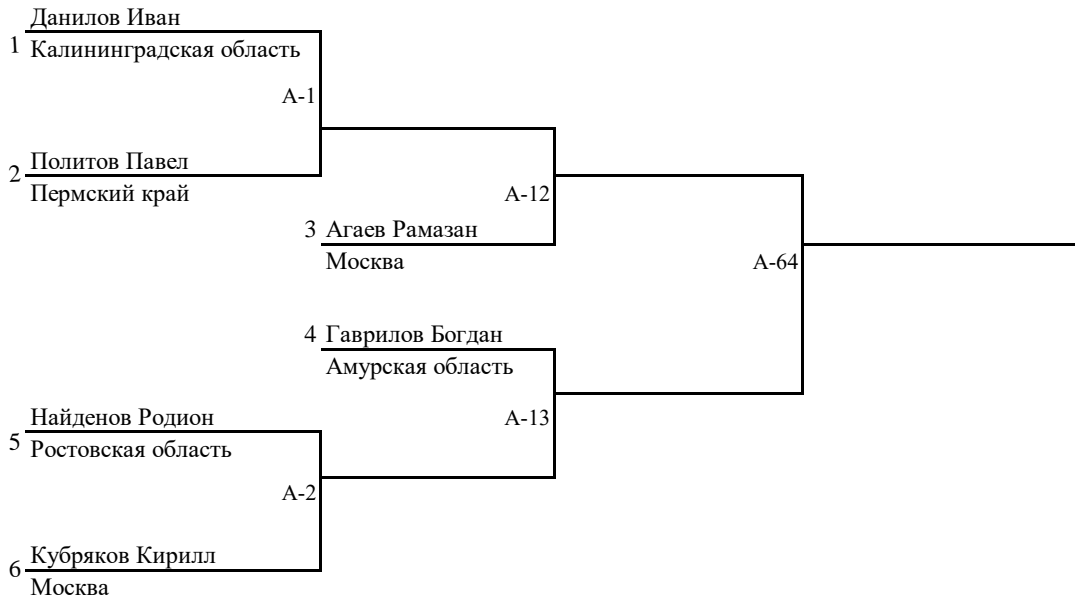 Данилов Иван
1
Калининградская область
А-1
Политов Павел
2
Пермский край
А-12
3 Агаев Рамазан
Москва
А-64
4 Гаврилов Богдан
Амурская область
Найденов Родион
А-13
5
Ростовская область
А-2
Кубряков Кирилл
6
Москва